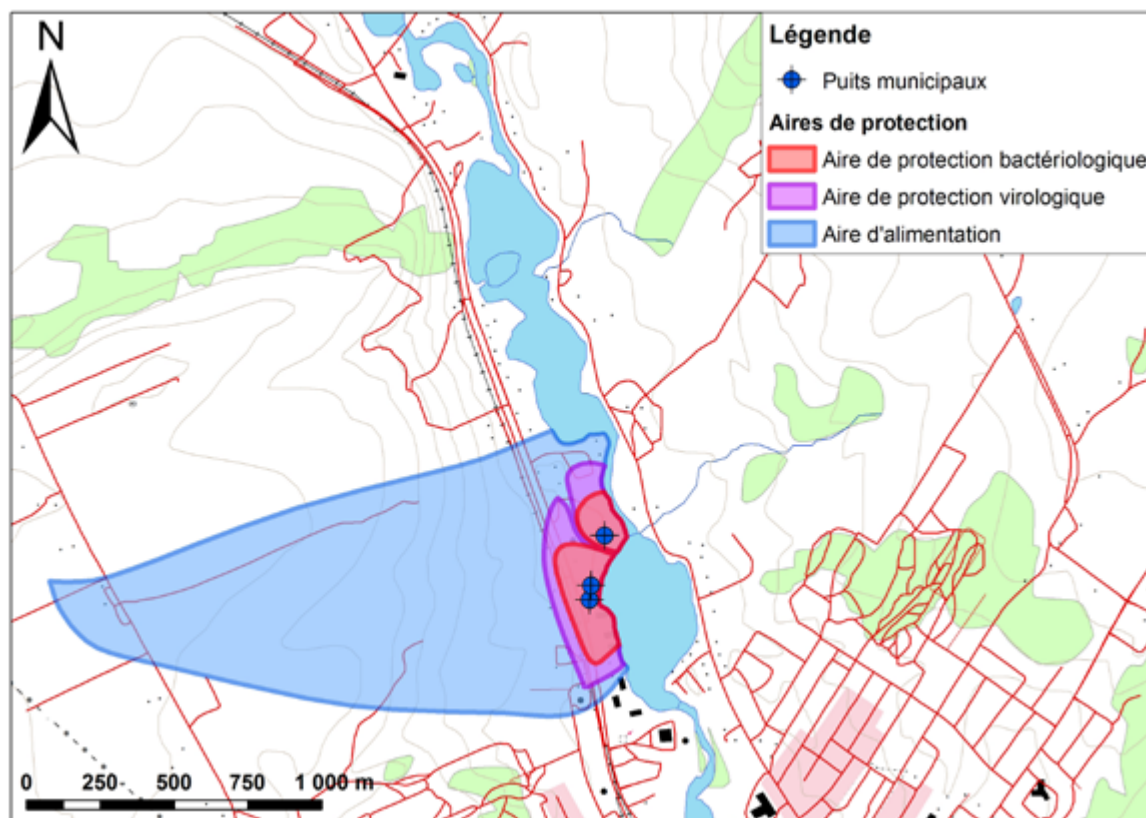 N
Légende
Puits municipaux
Aires de protection
Aire de protection bactériologique
Aire de protection virologique
Aire d'alimentation
0 250 500 750 1 000 m